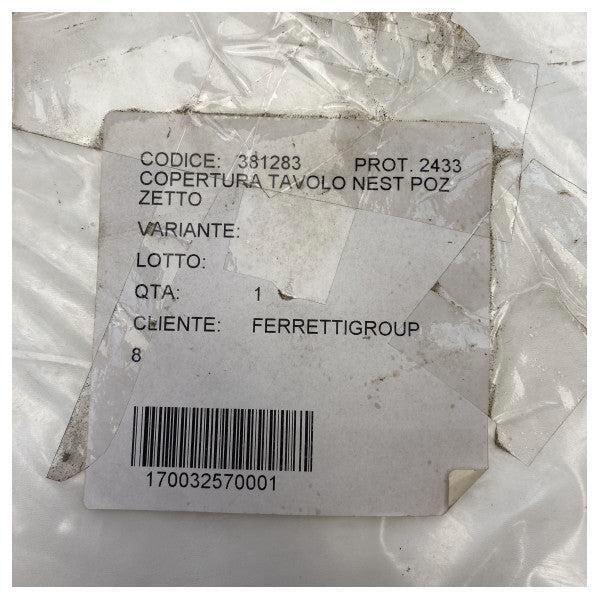 CODICE: 381283 PROT. 2433
COPERTURA TAVOLO NEST POZ
ZETTO
VARIANTE:
LOTTO:
QTA: 1
CLIENTE: FERRETTIGROUP
8
170032570001